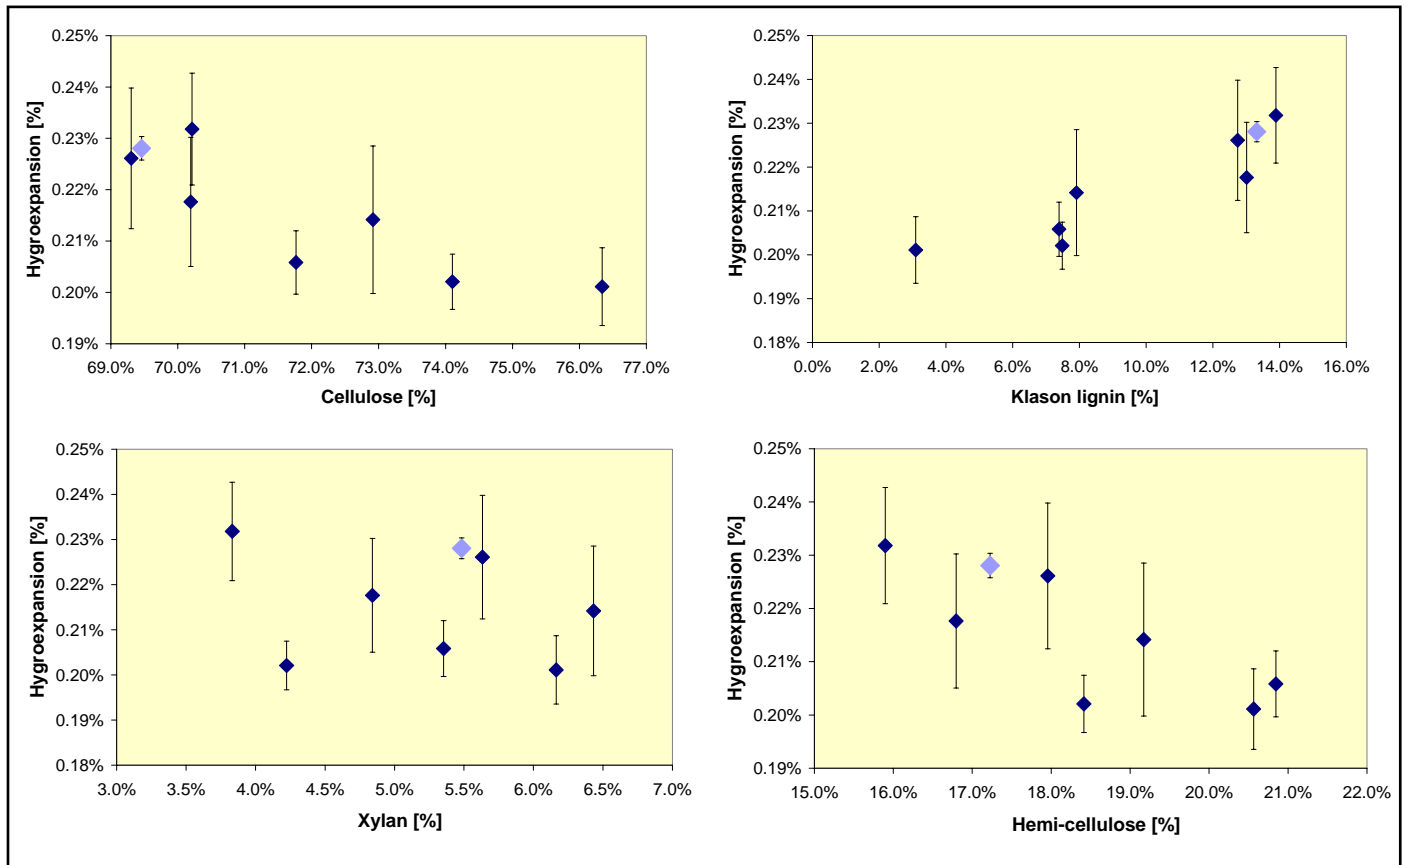 0.25%
0.24%
0.23%
0.22%
0.21%
0.20%
0.19%
Hygroexpansion [%]
69.0% 70.0% 71.0% 72.0% 73.0% 74.0% 75.0% 76.0% 77.0%
Cellulose [%]
0.25%
0.24%
0.23%
0.22%
0.21%
0.20%
0.19%
0.18%
Hygroexpansion [%]
0.0% 2.0% 4.0% 6.0% 8.0% 10.0% 12.0% 14.0% 16.0%
Klason lignin [%]
0.25%
0.24%
0.23%
0.22%
0.21%
0.20%
0.19%
0.18%
Hygroexpansion [%]
3.0% 3.5% 4.0% 4.5% 5.0% 5.5% 6.0% 6.5% 7.0%
Xylan [%]
0.25%
0.24%
0.23%
0.22%
0.21%
0.20%
0.19%
Hygroexpansion [%]
15.0% 16.0% 17.0% 18.0% 19.0% 20.0% 21.0% 22.0%
Hemi-cellulose [%]